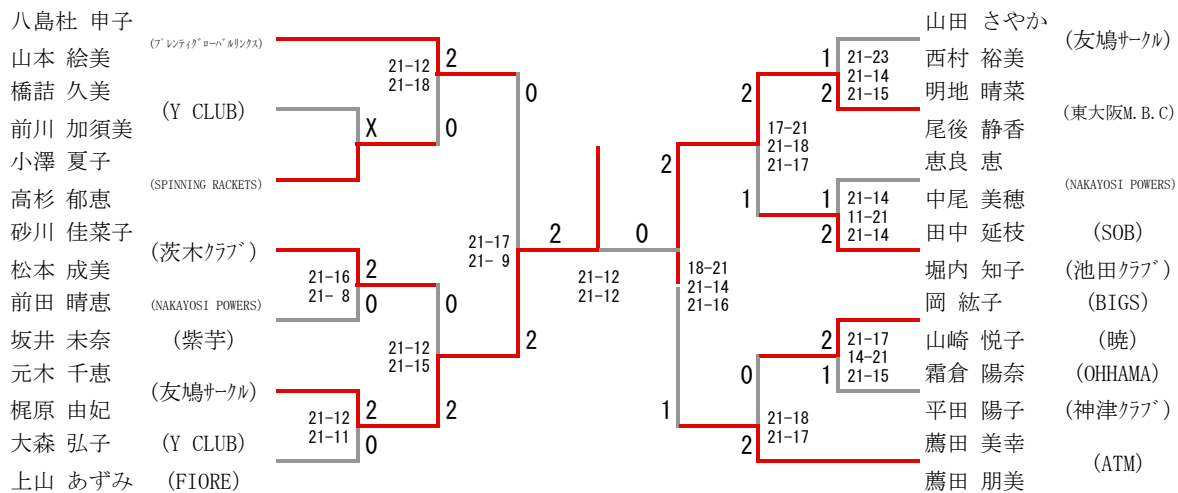 八島杜 申子
(ﾌﾟﾚﾝﾃｨｸﾞﾛｰﾊﾞﾙﾘﾝｸｽ)
山本 絵美
橋詰 久美
(Y CLUB)
前川 加須美
小澤 夏子
(SPINNING RACKETS)
高杉 郁恵
砂川 佳菜子
(茨木ｸﾗﾌﾞ)
松本 成美
前田 晴恵
(NAKAYOSI POWERS)
坂井 未奈 (紫芋)
元木 千恵
(友鳩ｻｰｸﾙ)
梶原 由妃
大森 弘子 (Y CLUB)
上山 あずみ (FIORE)
X
21-12
21-18
2
0
21-16
21- 8
2
0
21-12
21-11
2
0
21-12
21-15
0
2
21-17
21- 9
0
2
2
0
21-12
21-12
18-21
21-14
21-16
2
1
17-21
21-18
21-17
2
1
21-18
21-17
0
2
1
2
21-23
21-14
21-15
1
2
21-14
11-21
21-14
2
1
21-17
14-21
21-15
山田 さやか
(友鳩ｻｰｸﾙ)
西村 裕美
明地 晴菜
(東大阪M.B.C)
尾後 静香
恵良 恵
(NAKAYOSI POWERS)
中尾 美穂
田中 延枝 (SOB)
堀内 知子 (池田ｸﾗﾌﾞ)
岡 紘子 (BIGS)
山崎 悦子 (暁)
霜倉 陽奈 (OHHAMA)
平田 陽子 (神津ｸﾗﾌﾞ)
薦田 美幸
(ATM)
薦田 朋美